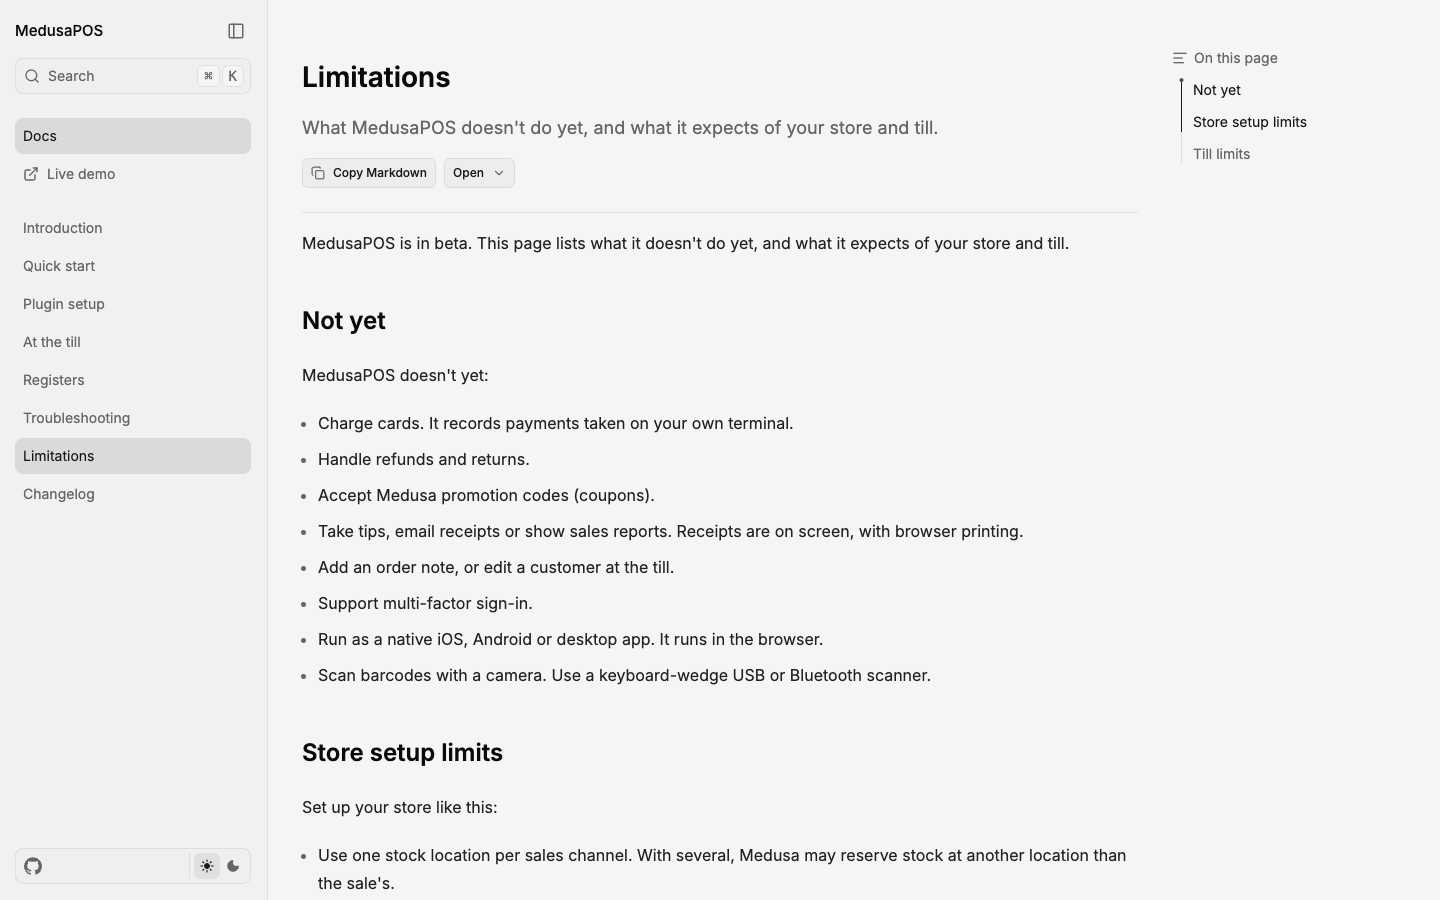 MedusaPOS
Search
⌘ K
Docs
Live demo
Introduction
Quick start
Plugin setup
At the till
Registers
Troubleshooting
Limitations
Changelog
Limitations
What MedusaPOS doesn't do yet, and what it expects of your store and till.
Copy Markdown
Open
MedusaPOS is in beta. This page lists what it doesn't do yet, and what it expects of your store and till.
Not yet
MedusaPOS doesn't yet:
Charge cards. It records payments taken on your own terminal.
Handle refunds and returns.
Accept Medusa promotion codes (coupons).
Take tips, email receipts or show sales reports. Receipts are on screen, with browser printing.
Add an order note, or edit a customer at the till.
Support multi-factor sign-in.
Run as a native iOS, Android or desktop app. It runs in the browser.
Scan barcodes with a camera. Use a keyboard-wedge USB or Bluetooth scanner.
Store setup limits
Set up your store like this:
Use one stock location per sales channel. With several, Medusa may reserve stock at another location than
the sale's.
On this page
Not yet
Store setup limits
Till limits